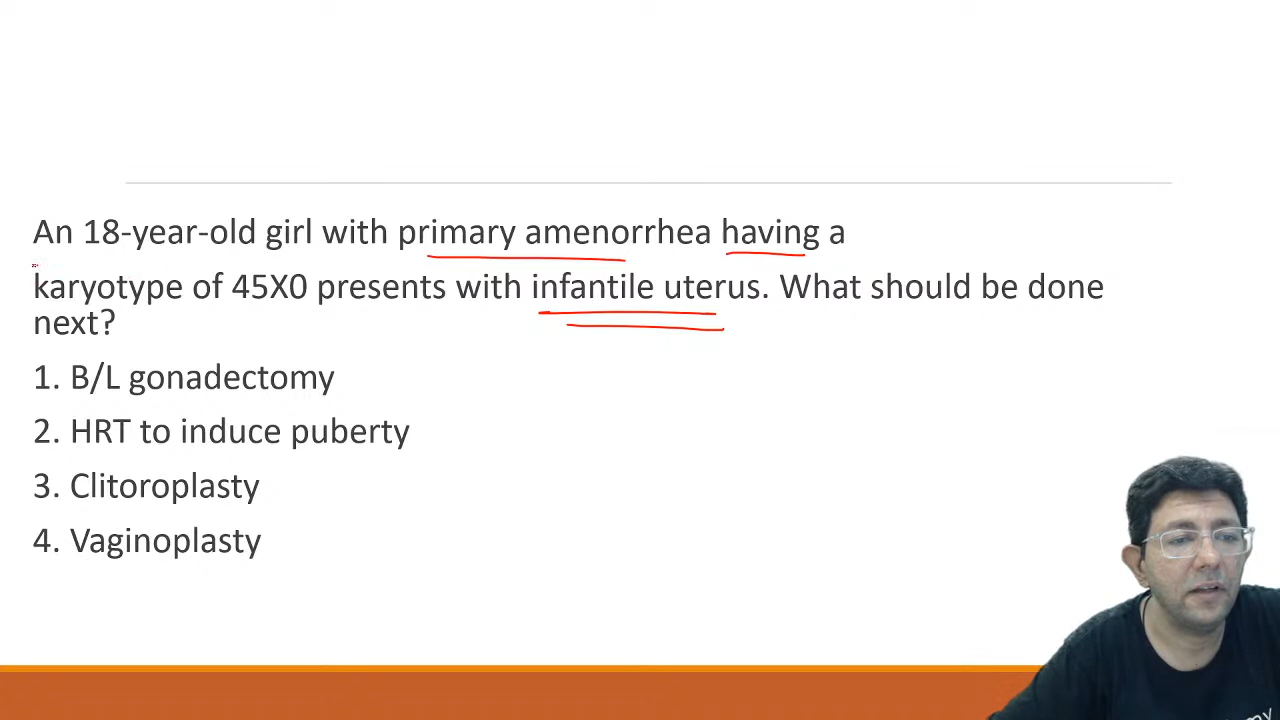 An 18-year-old girl with primary amenorrhea having a
karyotype of 45X0 presents with infantile uterus. What should be done
next?
1. B/L gonadectomy
2. HRT to induce puberty
3. Clitoroplasty
4. Vaginoplasty